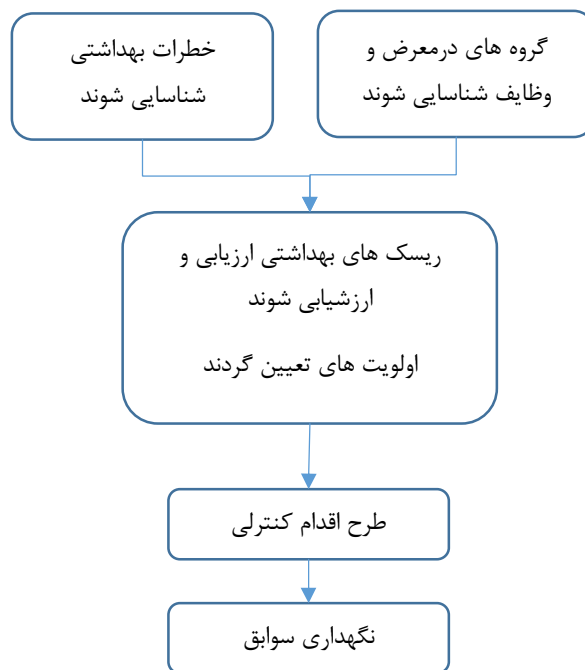 گروه های درمعرض و
وظایف شناسایی شوند
خطرات بهداشتی
شناسایی شوند
ریسک های بهداشتی ارزیابی و
ارزشیابی شوند
اولویت های تعیین گردند
طرح اقدام کنترلی
نگهداری سوابق